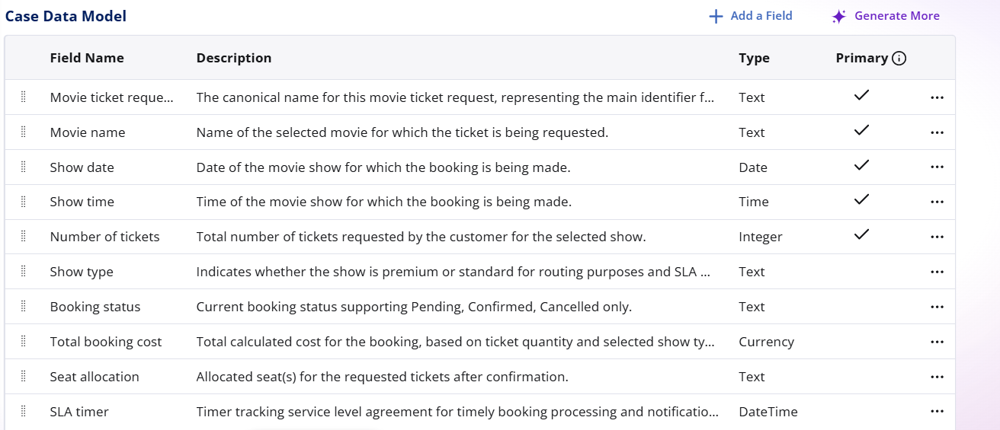 Case Data Model Add a Field Generate More
Field Name Description Type Primary
Movie ticket reque... The canonical name for this movie ticket request, representing the main identifier f... Text
Movie name Name of the selected movie for which the ticket is being requested. Text
Show date Date of the movie show for which the booking is being made. Date
Show time Time of the movie show for which the booking is being made. Time
Number of tickets Total number of tickets requested by the customer for the selected show. Integer
Show type Indicates whether the show is premium or standard for routing purposes and SLA ... Text
Booking status Current booking status supporting Pending, Confirmed, Cancelled only. Text
Total booking cost Total calculated cost for the booking, based on ticket quantity and selected show ty... Currency
Seat allocation Allocated seat(s) for the requested tickets after confirmation. Text
SLA timer Timer tracking service level agreement for timely booking processing and notificatio... DateTime